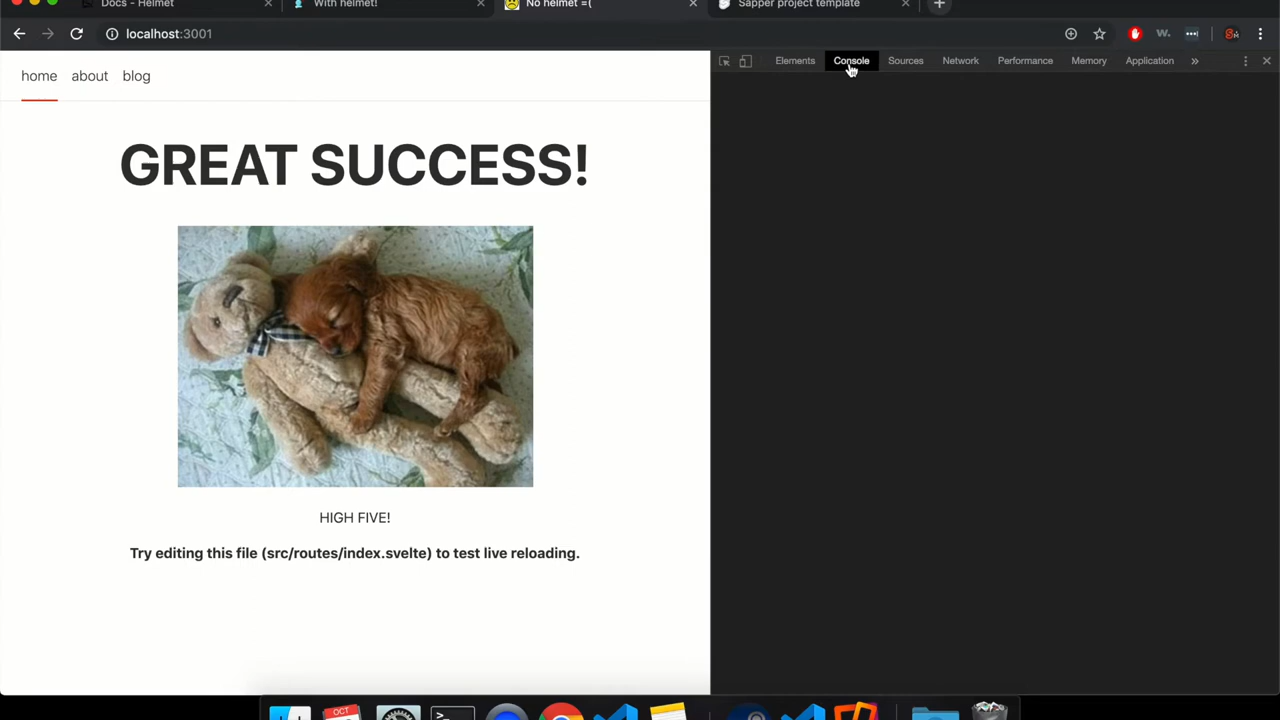 Docs - Helmet
With helmet!
No helmet =(
Sapper project template
localhost:3001
W.
home about blog
Elements Console Sources Network Performance Memory Application »
GREAT SUCCESS!
HIGH FIVE!
Try editing this file (src/routes/index.svelte) to test live reloading.
OCT